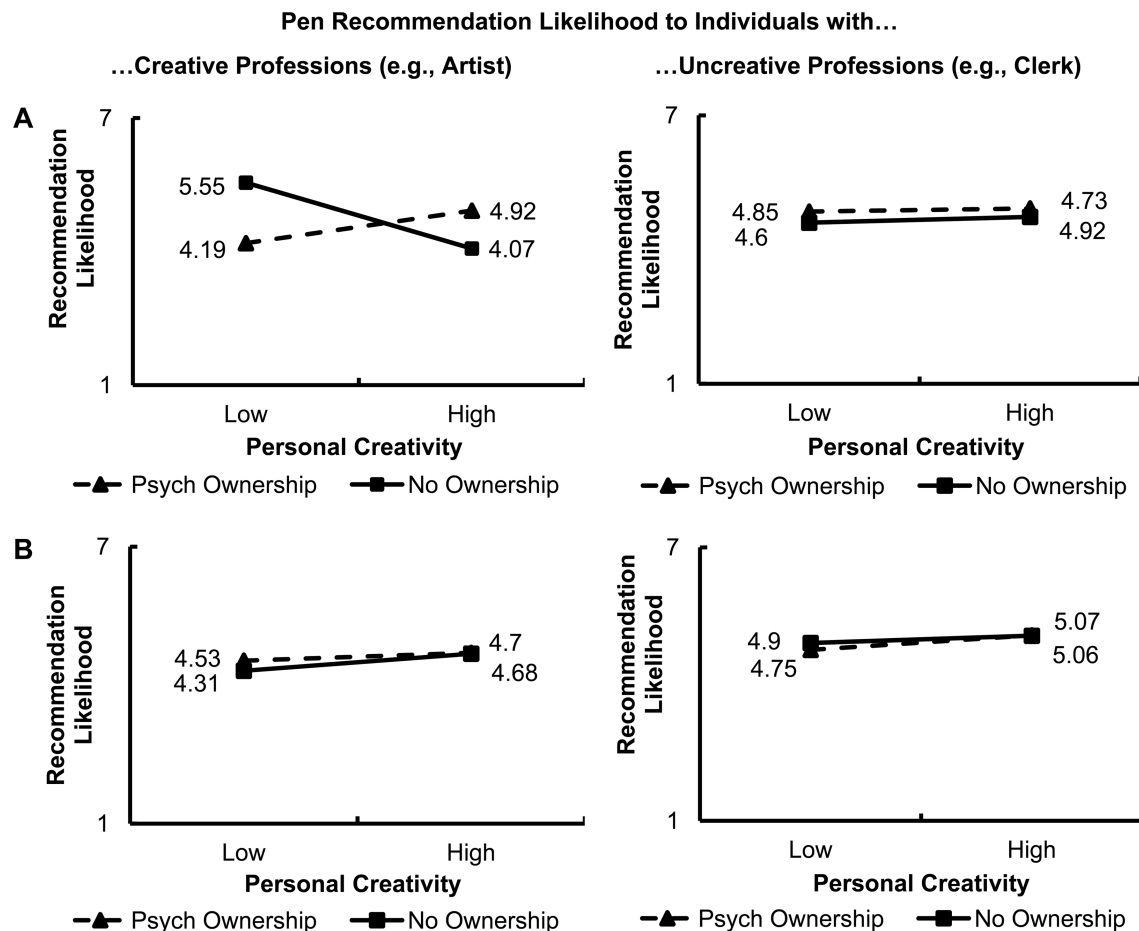 Pen Recommendation Likelihood to Individuals with…
…Creative Professions (e.g., Artist)
…Uncreative Professions (e.g., Clerk)
A
7
Recommendation
Likelihood
5.55
4.92
4.19
4.07
1
Low
High
Personal Creativity
Psych Ownership
No Ownership
7
Recommendation
Likelihood
4.85
4.73
4.6
4.92
1
Low
High
Personal Creativity
Psych Ownership
No Ownership
B
7
Recommendation
Likelihood
4.53
4.7
4.31
4.68
1
Low
High
Personal Creativity
Psych Ownership
No Ownership
7
Recommendation
Likelihood
4.9
5.07
4.75
5.06
1
Low
High
Personal Creativity
Psych Ownership
No Ownership